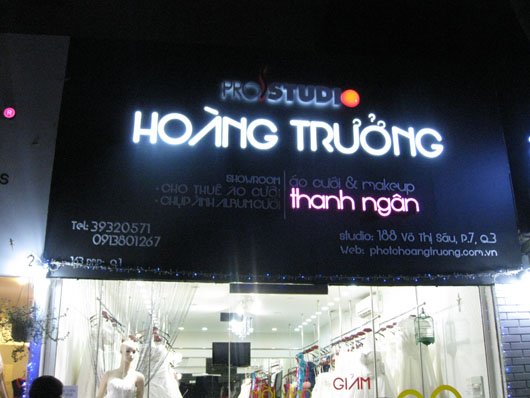 PRO STUDIO
HOÀNG TRƯỞNG
SHOWROOM
• CHO THUÊ ÁO CƯỚI
• CHỤP ẢNH ALBUM CƯỚI
áo cưới & makeup
thanh ngân
Tel: 39320571
0913801267
studio: 188 Võ Thị Sáu, P.7, Q.3
Web: photohoangtruong.com.vn
GIẢM